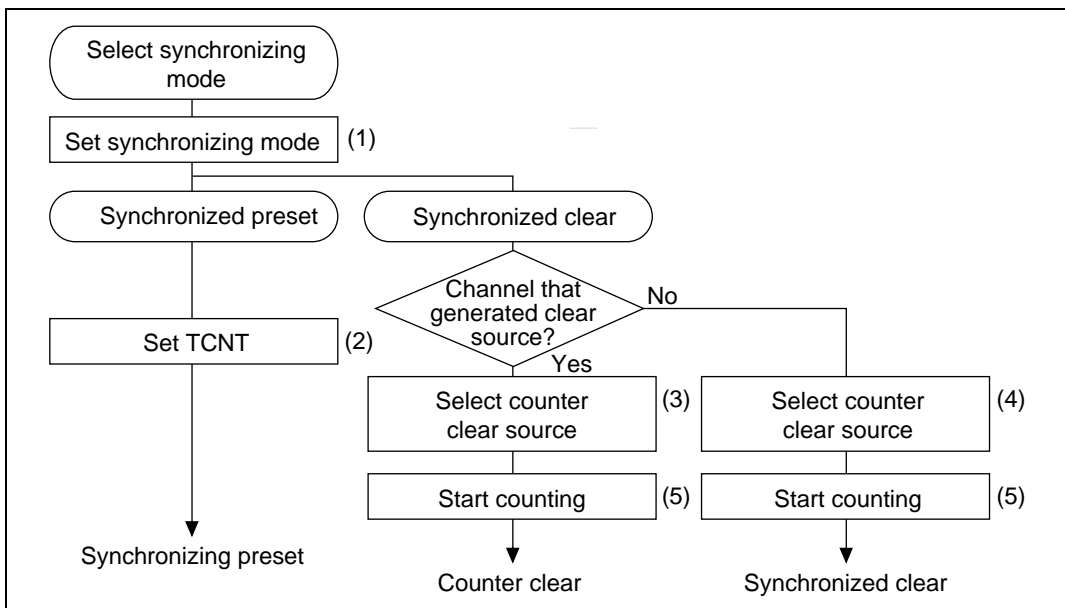 Select synchronizing
mode
Set synchronizing mode
(1)
Synchronized preset
Synchronized clear
Channel that
generated clear
source?
No
Yes
Set TCNT
(2)
Select counter
clear source
(3)
Select counter
clear source
(4)
Start counting
(5)
Start counting
(5)
Synchronizing preset
Counter clear
Synchronized clear